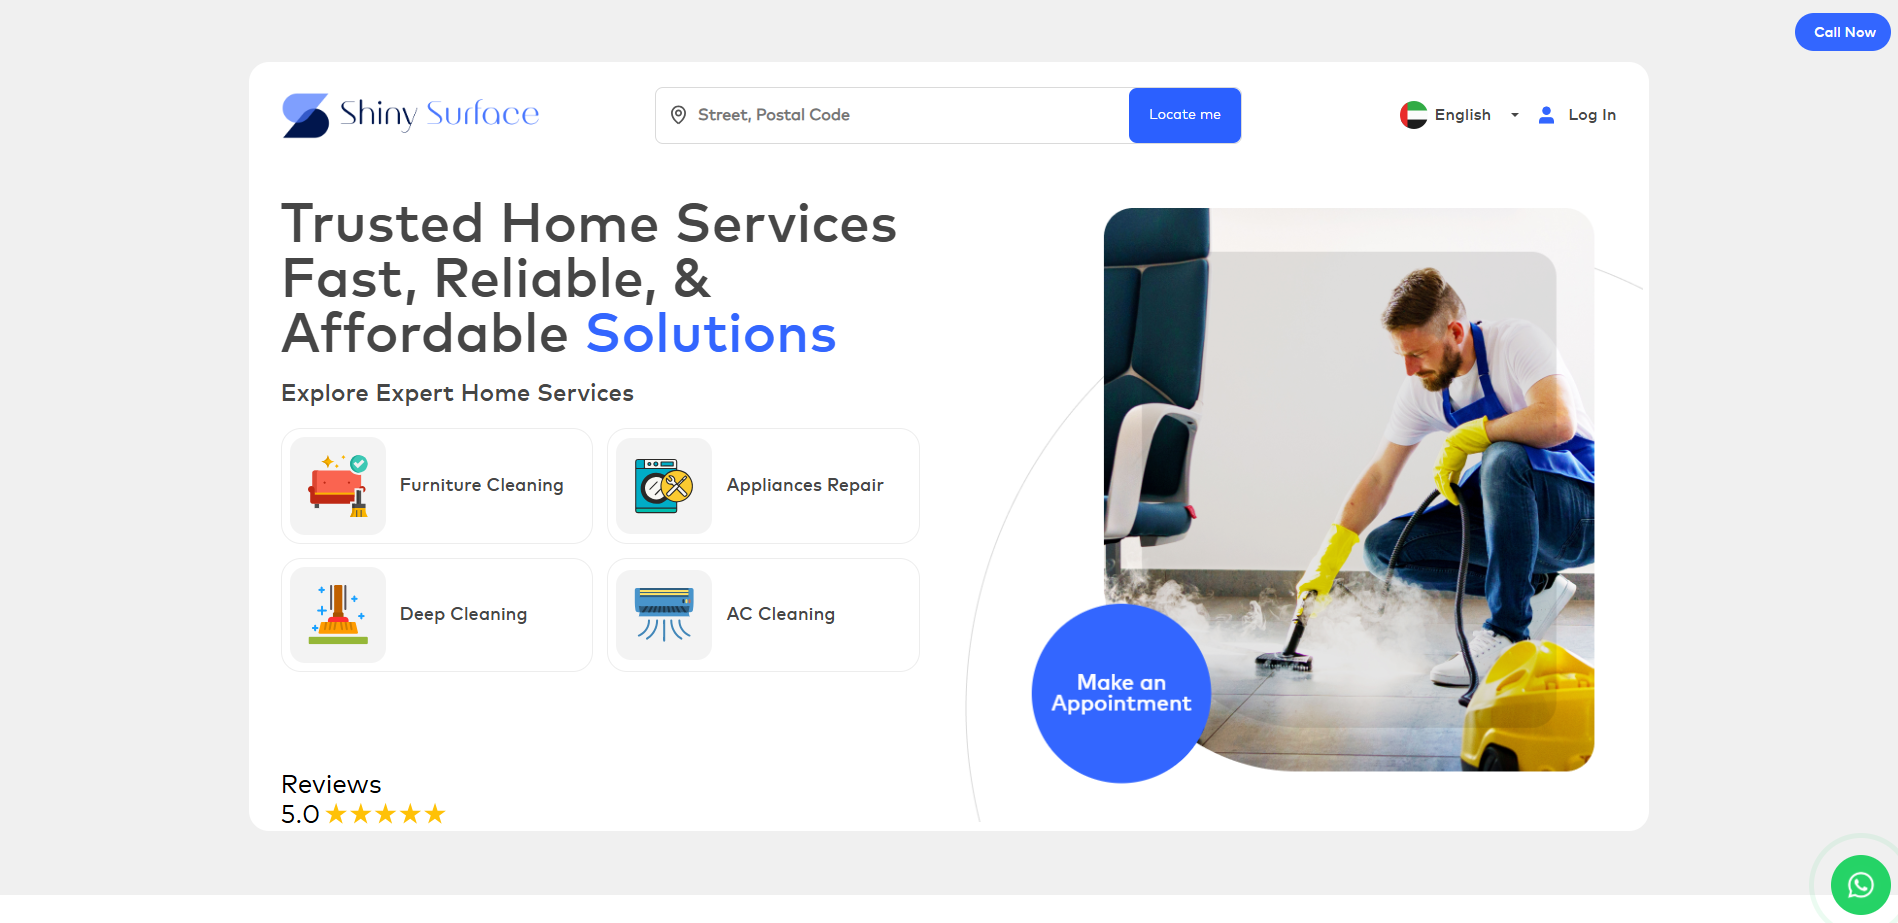 Call Now
Shiny Surface
Street, Postal Code
Locate me
English
Log In
Trusted Home Services
Fast, Reliable, &
Affordable Solutions
Explore Expert Home Services
Furniture Cleaning
Appliances Repair
Deep Cleaning
AC Cleaning
Make an
Appointment
Reviews
5.0